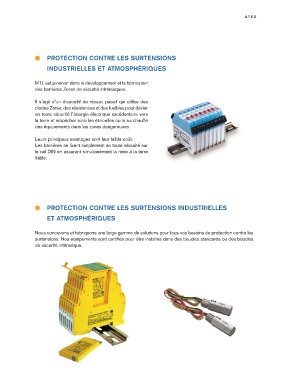 ATEX
PROTECTION CONTRE LES SURTENSIONS
INDUSTRIELLES ET ATMOSPHÉRIQUES
MTL est pionnier dans le développement et la fabrication
des barrières Zener de sécurité intrinsèque.
Il s'agit d'un dispositif de réseau passif qui utilise des
diodes Zener, des résistances et des fusibles pour dévier
en toute sécurité l'énergie électrique excédentaire vers
la terre et empêcher ainsi les étincelles ou la surchauffe
des équipements dans les zones dangereuses.
Leurs principaux avantages sont leur faible coût.
Les barrières se fixent simplement en toute sécurité sur
le rail DIN en assurant simultanément la mise à la terre
fiable.
PROTECTION CONTRE LES SURTENSIONS INDUSTRIELLES
ET ATMOSPHÉRIQUES
Nous concevons et fabriquons une large gamme de solutions pour tous vos besoins de protection contre les
surtensions. Nos équipements sont certifiés pour être installés dans des boucles standards ou des boucles
de sécurité intrinsèque.